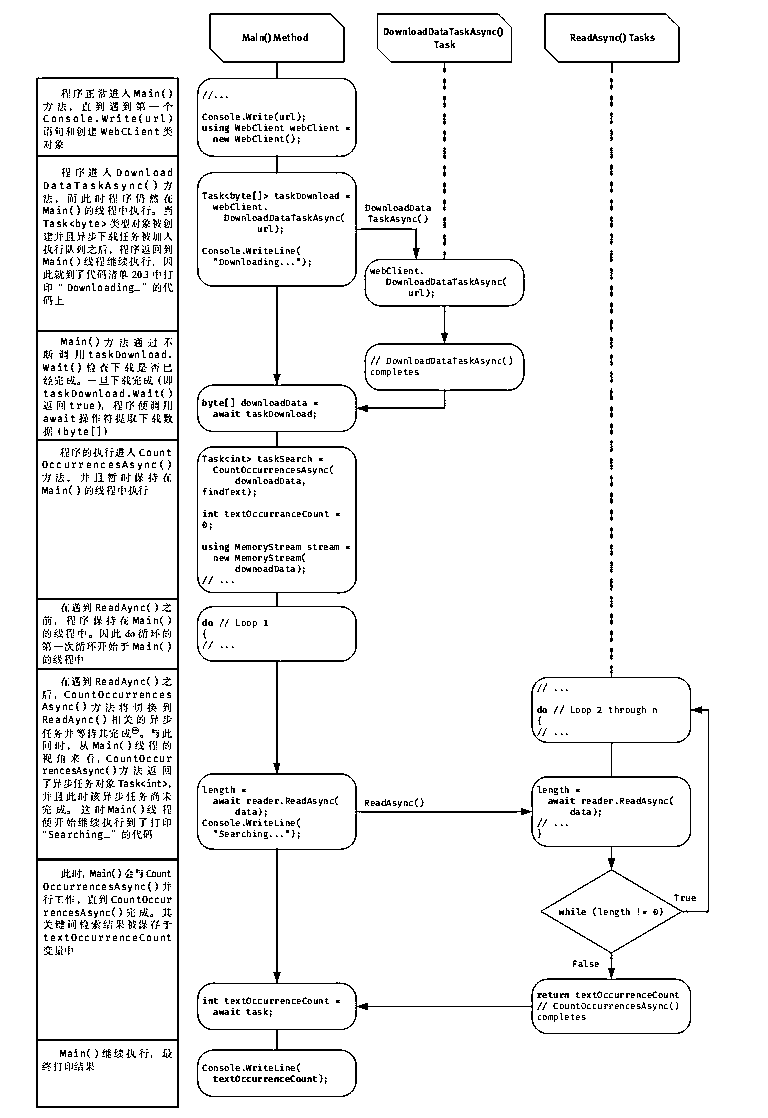 Main() Method
DownloadDataTaskAsync()
Task
ReadAsync() Tasks
程序正常进入Main()
方法，直到遇到第一个
Console.Write(url)
语句和创建WebClient类
对象
//...
Console.Write(url);
using WebClient webClient =
new WebClient();
程序进入Download
DataTaskAsync()方
法，而此时程序仍然在
Main()的线程中执行。当
Task<byte>类型对象被创
建并且异步下载任务被加入
执行队列之后，程序返回到
Main()线程继续执行，因
此就到了代码清单203中打
印“Downloading…”的代
码上
Task<byte[]> taskDownload =
webClient.
DownloadDataTaskAsync(
url);
Console.WriteLine(
"Downloading...");
DownloadData
TaskAsync()
webClient.
DownloadDataTaskAsync(
url);
Main()方法通过不
断调用taskDownload.
Wait()检查下载是否已
经完成。一旦下载完成(即
taskDownload.Wait()
返回true)，程序便调用
await操作符提取下载数
据(byte[])
// DownloadDataTaskAsync()
completes
byte[] downloadData =
await taskDownload;
程序的执行进入Count
OccurrencesAsync()
方法，并且暂时保持在
Main()的线程中执行
Task<int> taskSearch =
CountOccurrencesAsync(
downloadData,
findText);
int textOccurranceCount =
0;
using MemoryStream stream =
new MemoryStream(
downoadData);
// ...
在遇到ReadAync()之
前，程序保持在Main()
的线程中。因此do循环的
第一次循环开始于Main()
的线程中
do // Loop 1
{
// ...
在遇到ReadAync()之
后，CountOccurrences
Async()方法将切换到
ReadAync()相关的异步
任务并等待其完成⊖。与此
同时，从Main()线程的
视角来看，CountOccur
rencesAsync()方法返回
了异步任务对象Task<int>，
并且此时该异步任务尚未
完成。这时Main()线程
便开始继续执行到了打印
“Searching…”的代码
// ...
do // Loop 2 through n
{
// ...
length =
await reader.ReadAsync(
data);
Console.WriteLine(
"Searching...");
ReadAsync()
length =
await reader.ReadAsync(
data);
// ...
}
此时，Main()会与Count
OccurrencesAsync()并
行工作，直到CountOccur
rencesAsync()完成。其
关键词检索结果被保存于
textOccurrenceCount
变量中
True
while (length != 0)
False
int textOccurrenceCount =
await task;
return textOccurrenceCount
// CountOccurrencesAsync()
completes
Main()继续执行，最
终打印结果
Console.WriteLine(
textOccurrenceCount);